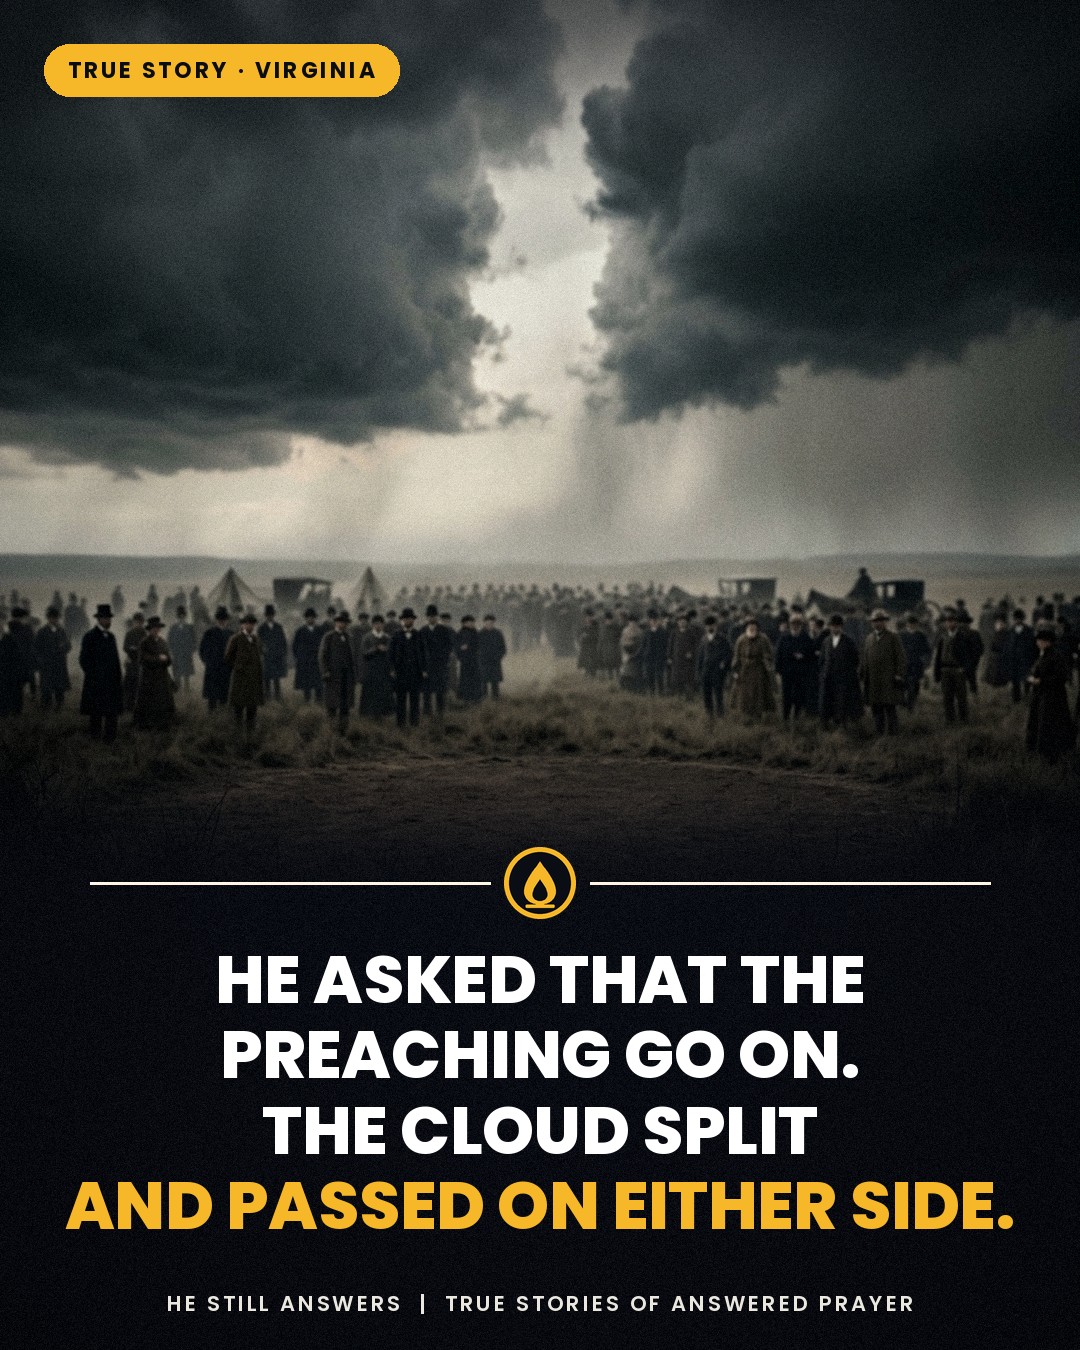 TRUE STORY · VIRGINIA
HE ASKED THAT THE
PREACHING GO ON.
THE CLOUD SPLIT
AND PASSED ON EITHER SIDE.
HE STILL ANSWERS | TRUE STORIES OF ANSWERED PRAYER